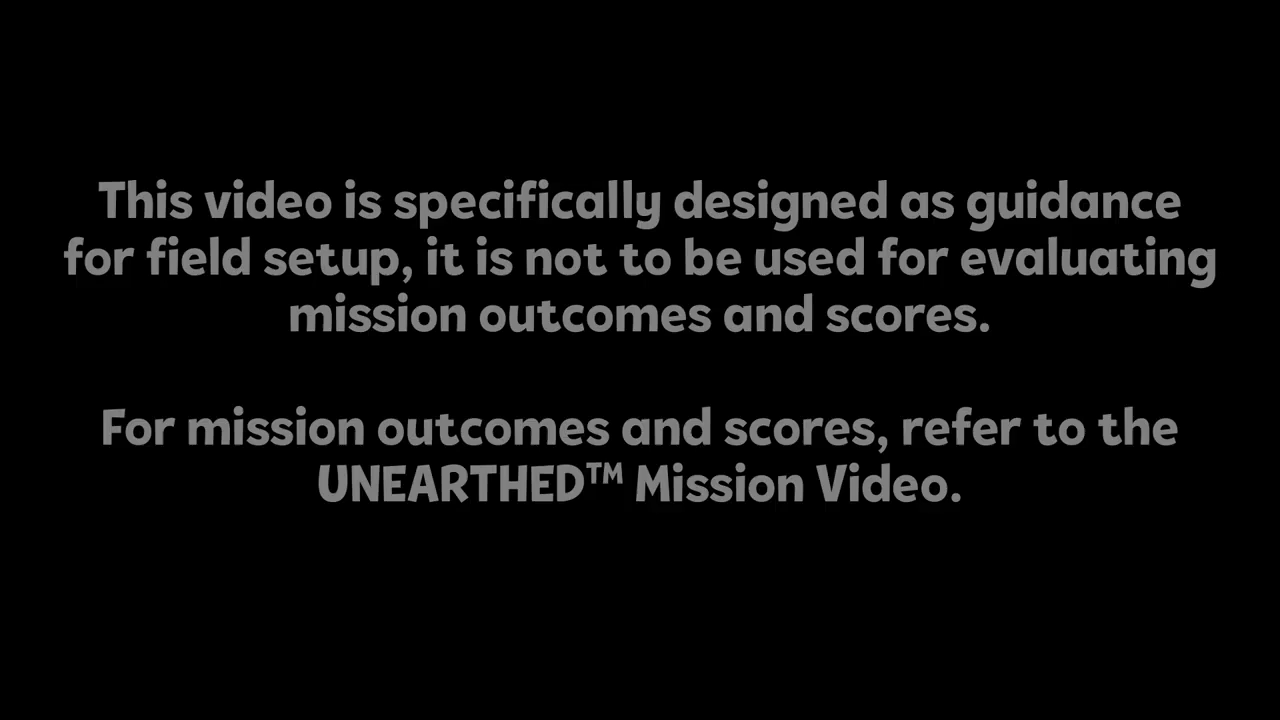 This video is specifically designed as guidance
for field setup, it is not to be used for evaluating
mission outcomes and scores.
For mission outcomes and scores, refer to the
UNEARTHED™ Mission Video.